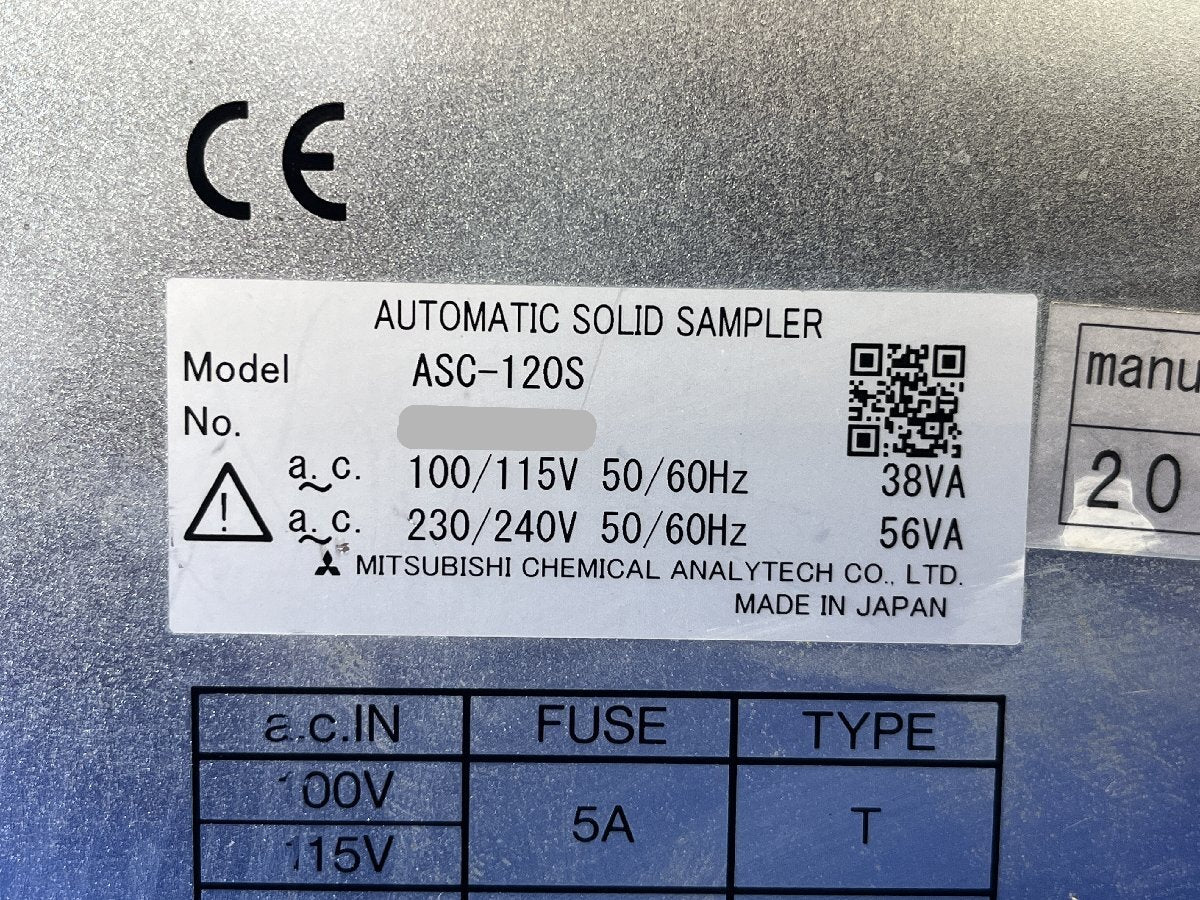 CE
AUTOMATIC SOLID SAMPLER
Model ASC-120S
No.
a.c. 100/115V 50/60Hz 38VA
a.c. 230/240V 50/60Hz 56VA
MITSUBISHI CHEMICAL ANALYTECH CO., LTD.
MADE IN JAPAN
manu
20
a.c.IN FUSE TYPE
100V
5A T
115V